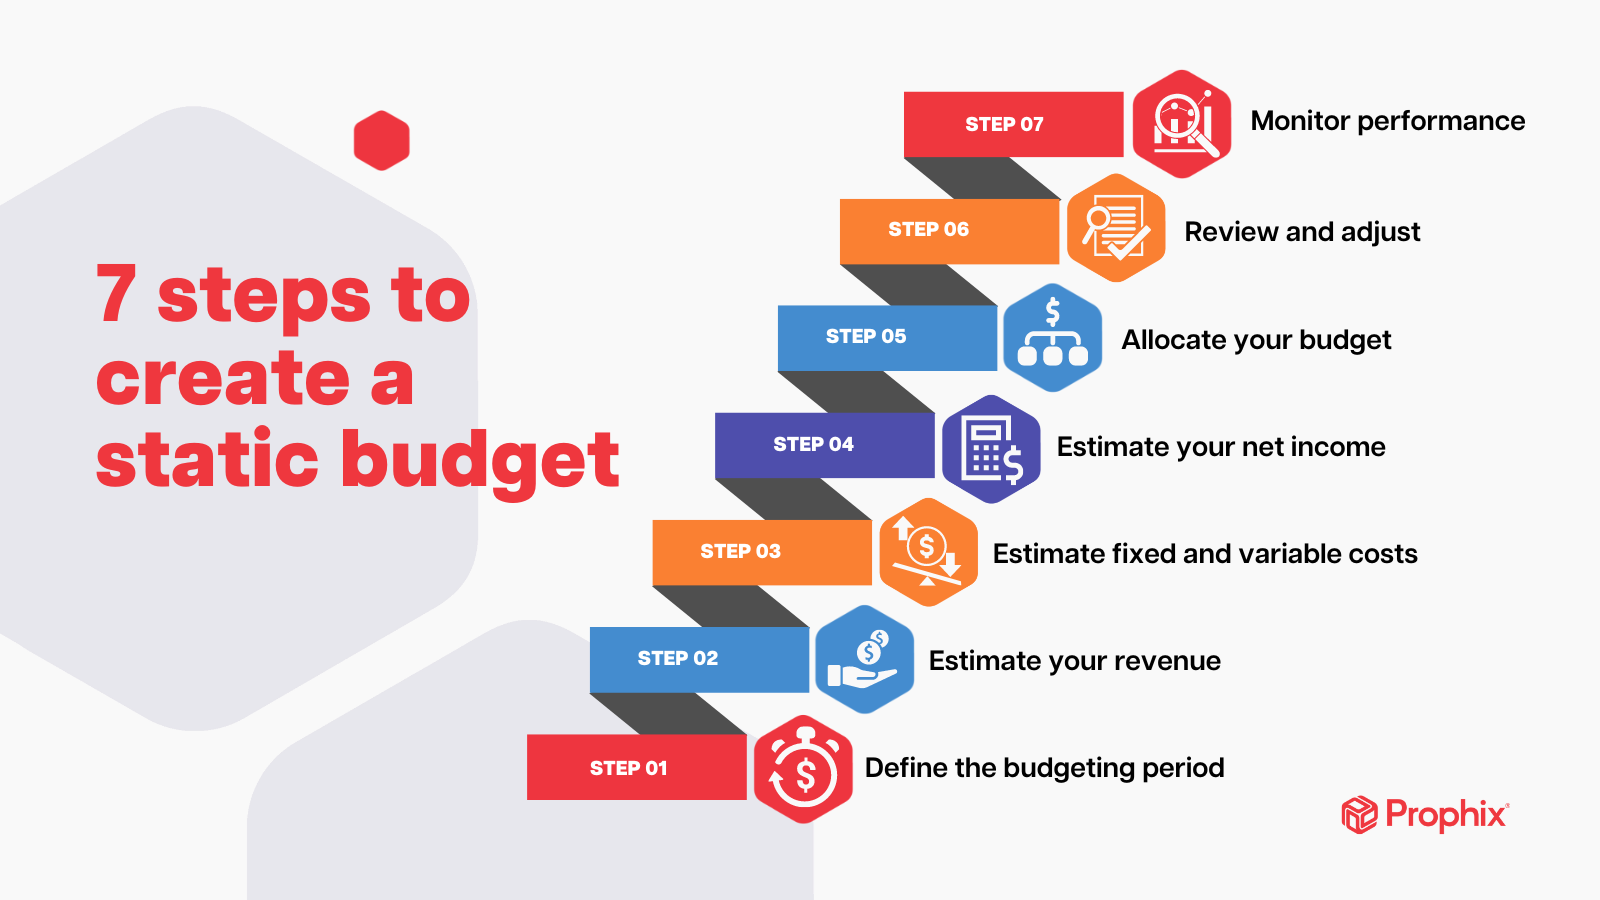 7 steps to
create a
static budget
STEP 07
Monitor performance
STEP 06
Review and adjust
STEP 05
Allocate your budget
STEP 04
Estimate your net income
STEP 03
Estimate fixed and variable costs
STEP 02
Estimate your revenue
STEP 01
Define the budgeting period
Prophix®